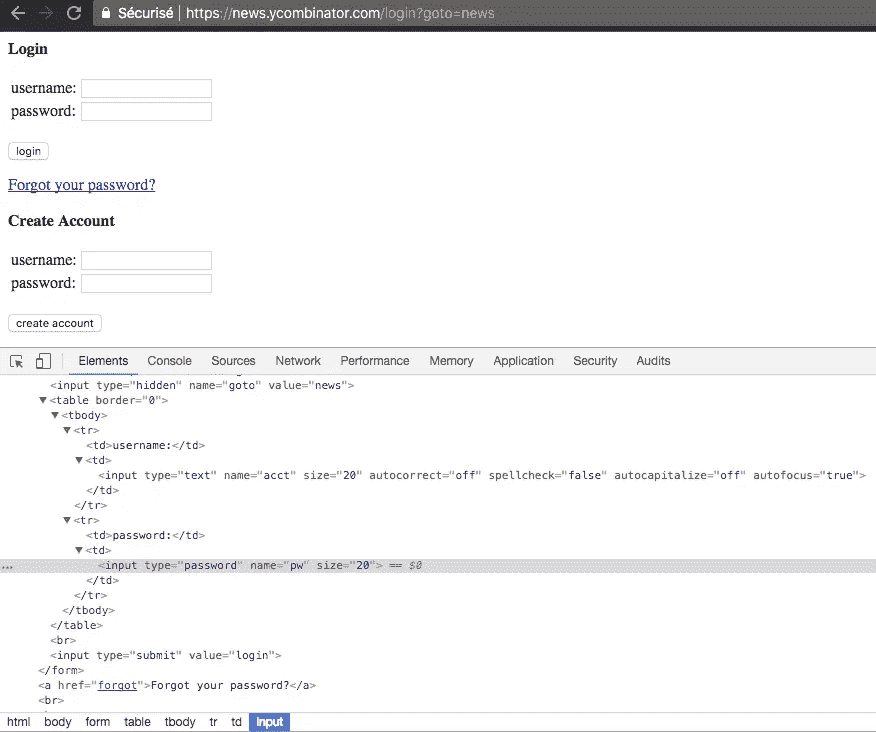 Sécurisé | https://news.ycombinator.com/login?goto=news
Login
username:
password:
login
Forgot your password?
Create Account
username:
password:
create account
Elements Console Sources Network Performance Memory Application Security Audits
<input type="hidden" name="goto" value="news">
▼<table border="0">
▼<tbody>
▼<tr>
<td>username:</td>
▼<td>
<input type="text" name="acct" size="20" autocorrect="off" spellcheck="false" autocapitalize="off" autofocus="true">
</td>
</tr>
▼<tr>
<td>password:</td>
▼<td>
... <input type="password" name="pw" size="20"> == $0
</td>
</tr>
</tbody>
</table>
<br>
<input type="submit" value="login">
</form>
<a href="forgot">Forgot your password?</a>
<br>
html body form table tbody tr td input